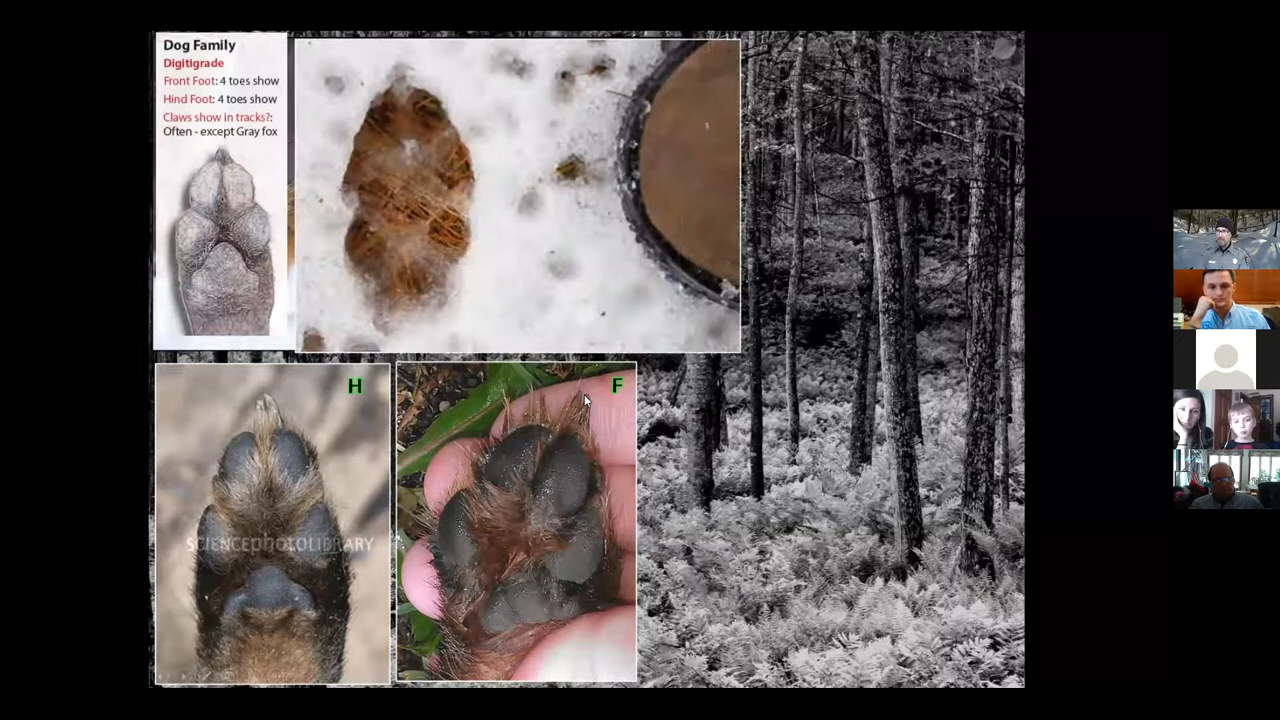 Dog Family
Digitigrade
Front Foot: 4 toes show
Hind Foot: 4 toes show
Claws show in tracks?:
Often - except Gray fox
H
F
SCIENCEPHOTOLIBRARY